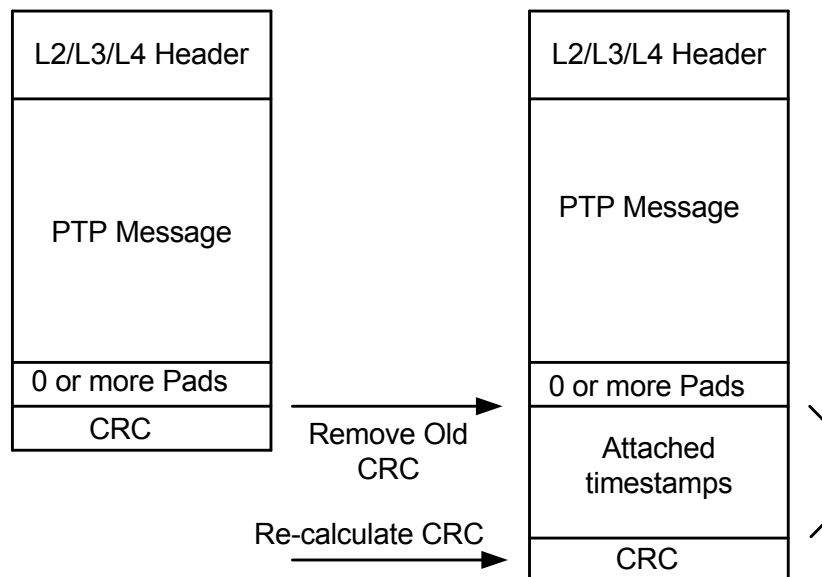 L2/L3/L4 Header
PTP Message
0 or more Pads
CRC
Remove Old
CRC
Re-calculate CRC
L2/L3/L4 Header
PTP Message
0 or more Pads
Attached
timestamps
CRC